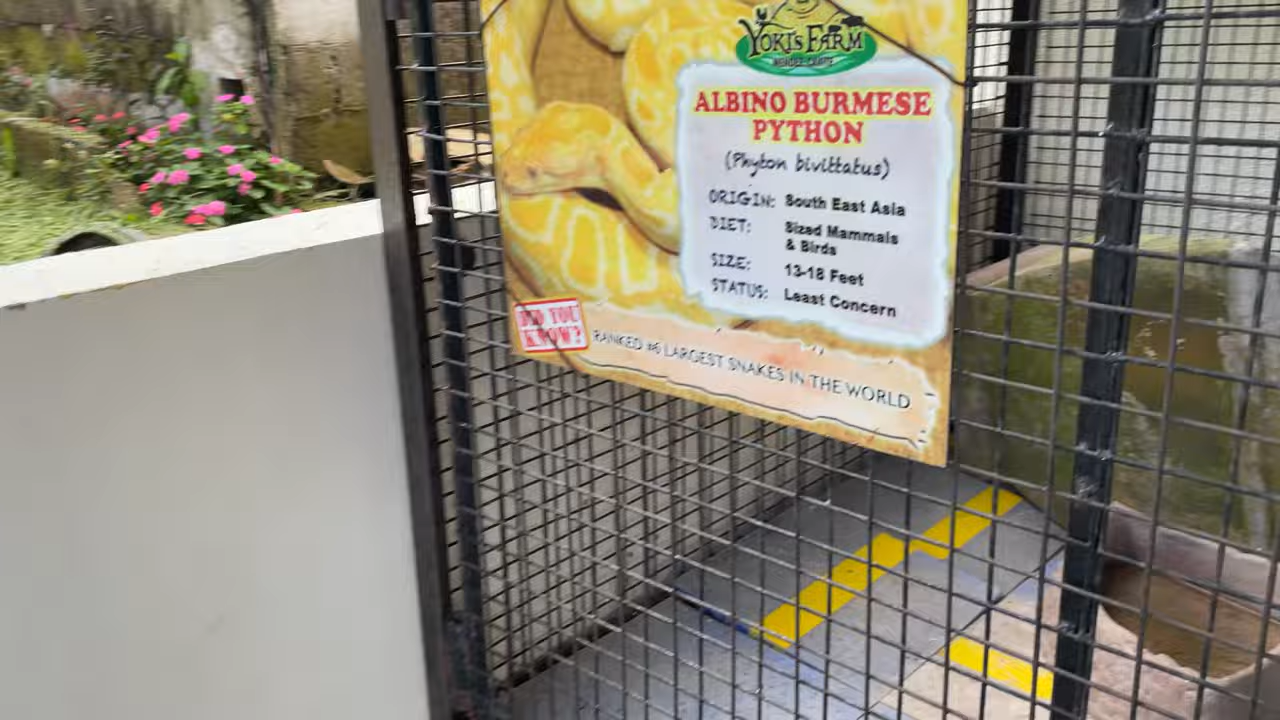 YOKI'S FARM
ALBINO BURMESE
PYTHON
(Phyton bivittatus)
ORIGIN: South East Asia
DIET: Sized Mammals
& Birds
SIZE: 13-18 Feet
STATUS: Least Concern
DID YOU
KNOW?
RANKED #6 LARGEST SNAKES IN THE WORLD